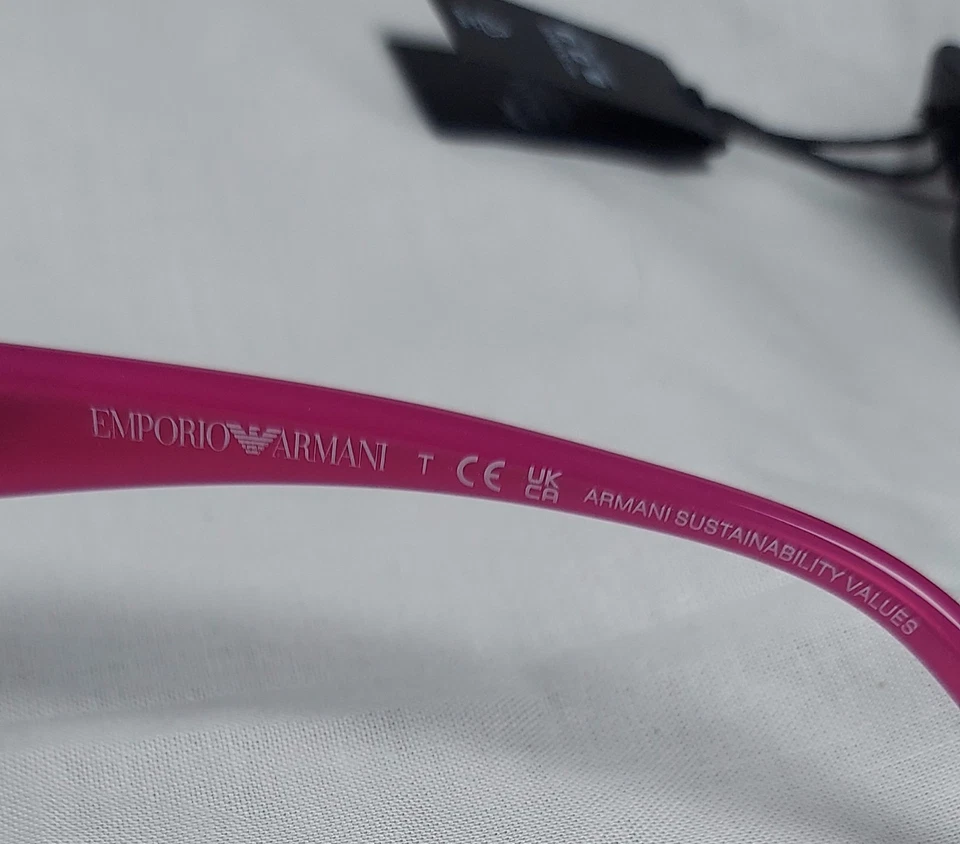 EMPORIO ARMANI T CE UK
CA ARMANI SUSTAINABILITY VALUES